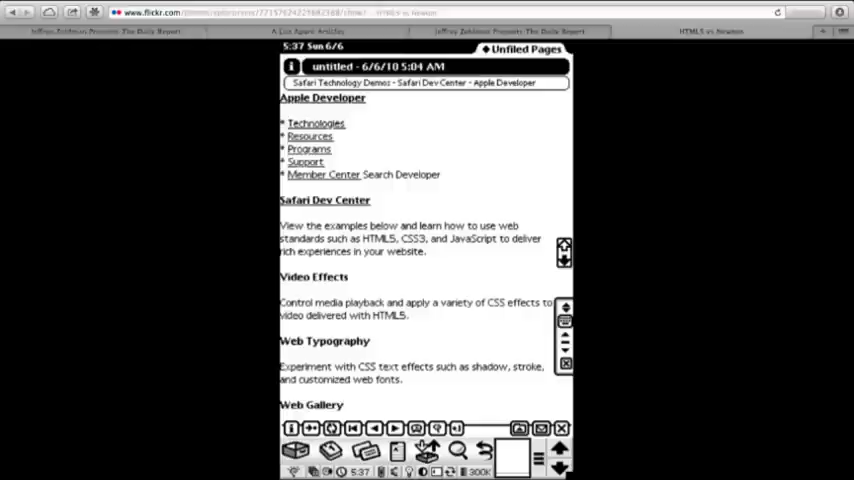 www.flickr.com
Jeffrey Zeldman Presents The Daily Report
A List Apart Articles
Jeffrey Zeldman Presents The Daily Report
HTML5 vs Newton
5:37 Sun 6/6
Unfiled Pages
untitled - 6/6/10 5:04 AM
Safari Technology Demos - Safari Dev Center - Apple Developer
Apple Developer
* Technologies
* Resources
* Programs
* Support
* Member Center Search Developer
Safari Dev Center
View the examples below and learn how to use web
standards such as HTML5, CSS3, and JavaScript to deliver
rich experiences in your website.
Video Effects
Control media playback and apply a variety of CSS effects to
video delivered with HTML5.
Web Typography
Experiment with CSS text effects such as shadow, stroke,
and customized web fonts.
Web Gallery
5:37
300K